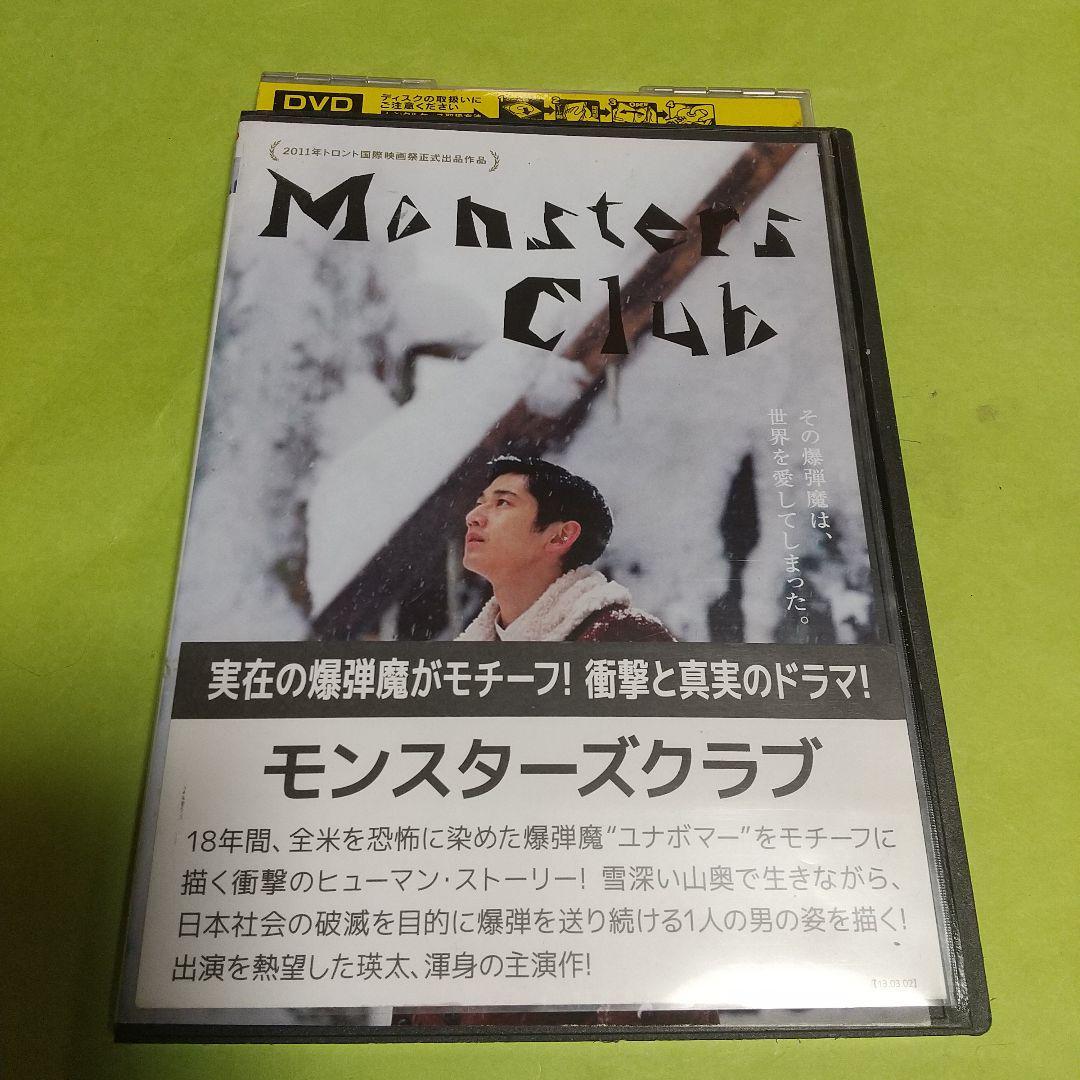 DVD
ディスクの取扱いに
ご注意ください
2011年トロント国際映画祭正式出品作品
Monsters
Club
その爆弾魔は、
世界を愛してしまった。
実在の爆弾魔がモチーフ! 衝撃と真実のドラマ!
モンスターズクラブ
18年間、全米を恐怖に染めた爆弾魔“ユナボマー”をモチーフに
描く衝撃のヒューマン・ストーリー! 雪深い山奥で生きながら、
日本社会の破滅を目的に爆弾を送り続ける1人の男の姿を描く!
出演を熱望した瑛太、渾身の主演作!
【13.03.02】